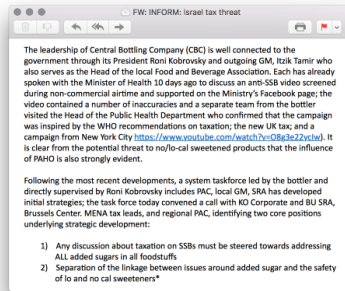 FW: INFORM: Israel tax threat
The leadership of Central Bottling Company (CBC) is well connected to the
government through its President Roni Kobrovsky and outgoing GM, Itzik Tamir who
also serves as the Head of the local Food and Beverage Association. Each has already
spoken with the Minister of Health 10 days ago to discuss an anti-SSB video screened
during non-commercial airtime and supported on the Ministry's Facebook page; the
video contained a number of inaccuracies and a separate team from the bottler
visited the Head of the Public Health Department who confirmed that the campaign
was inspired by the WHO recommendations on taxation; the new UK tax; and a
campaign from New York City https://www.youtube.com/watch?v=O8g3e22yclw). It
is clear from the potential threat to no/lo-cal sweetened products that the influence
of PAHO is also strongly evident.
Following the most recent developments, a system taskforce led by the bottler and
directly supervised by Roni Kobrovsky includes PAC, local GM, SRA has developed
initial strategies; the task force today convened a call with KO Corporate and BU SRA,
Brussels Center. MENA tax leads, and regional PAC, identifying two core positions
underlying strategic development:
1) Any discussion about taxation on SSBs must be steered towards addressing
ALL added sugars in all foodstuffs
2) Separation of the linkage between issues around added sugar and the safety
of lo and no cal sweeteners*